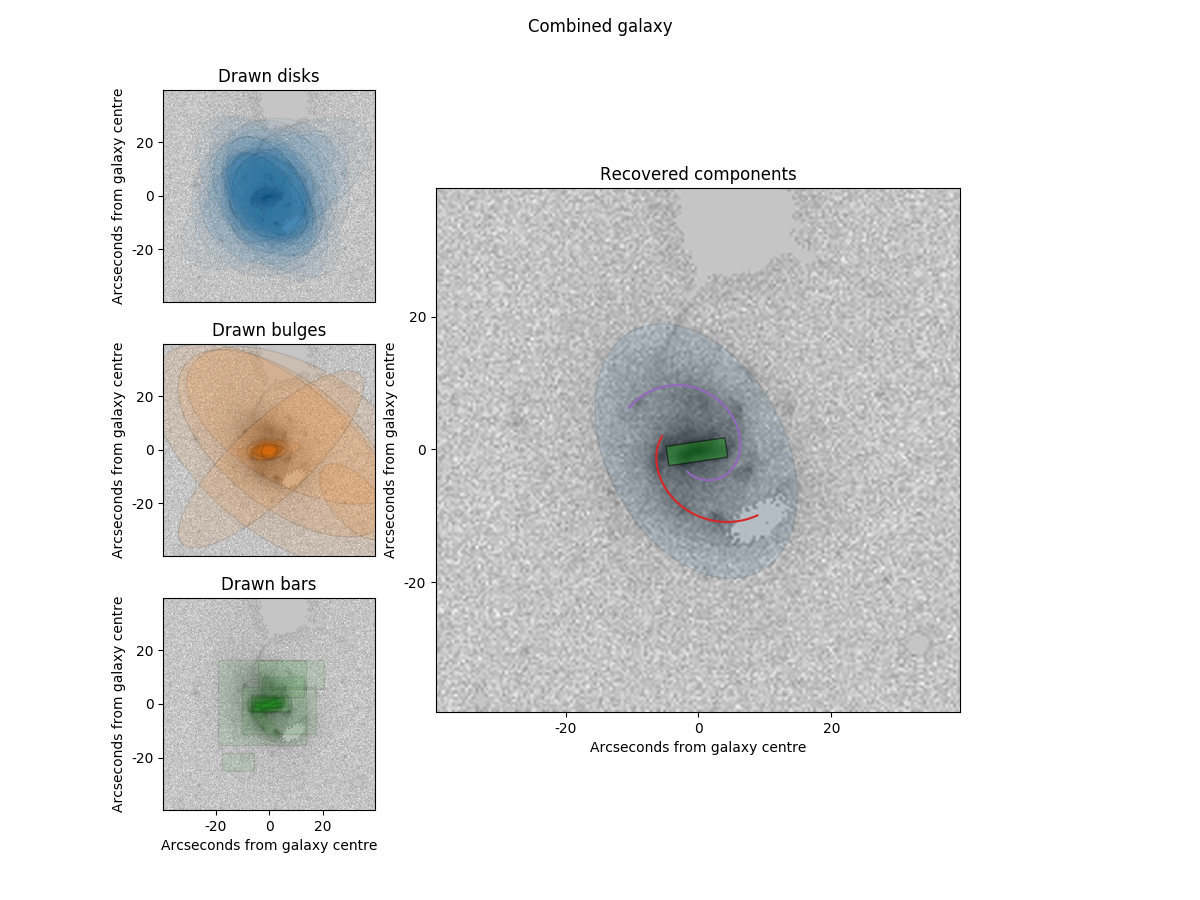 Combined galaxy
Drawn disks
Arcseconds from galaxy centre
20
0
-20
Drawn bulges
Arcseconds from galaxy centre
20
0
-20
Drawn bars
Arcseconds from galaxy centre
20
0
-20
-20 0 20
Arcseconds from galaxy centre
Recovered components
Arcseconds from galaxy centre
20
0
-20
-20 0 20
Arcseconds from galaxy centre